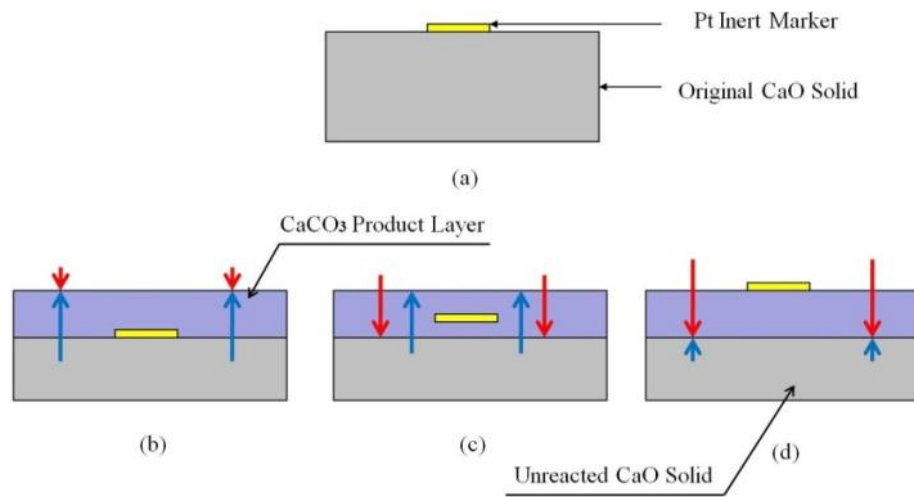 Pt Inert Marker
Original CaO Solid
(a)
CaCO₃ Product Layer
(b)
(c)
(d)
Unreacted CaO Solid